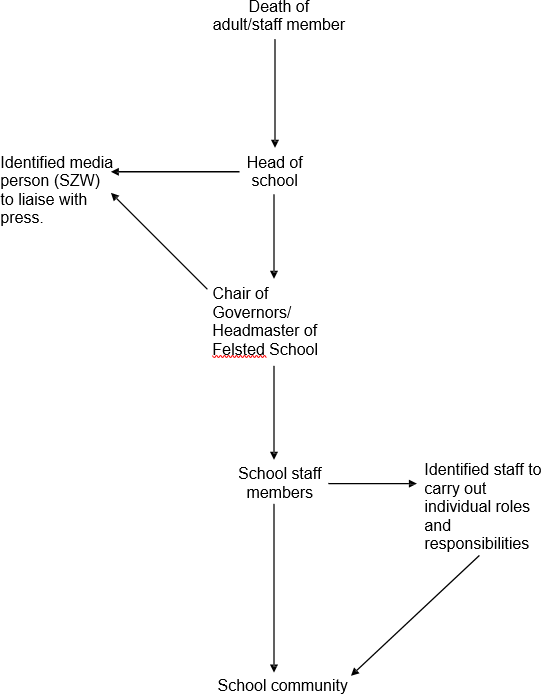 Death of
adult/staff member
Identified media
person (SZW)
to liaise with
press.
Head of
school
Chair of
Governors/
Headmaster of
Felsted School
School staff
members
Identified staff to
carry out
individual roles
and
responsibilities
School community